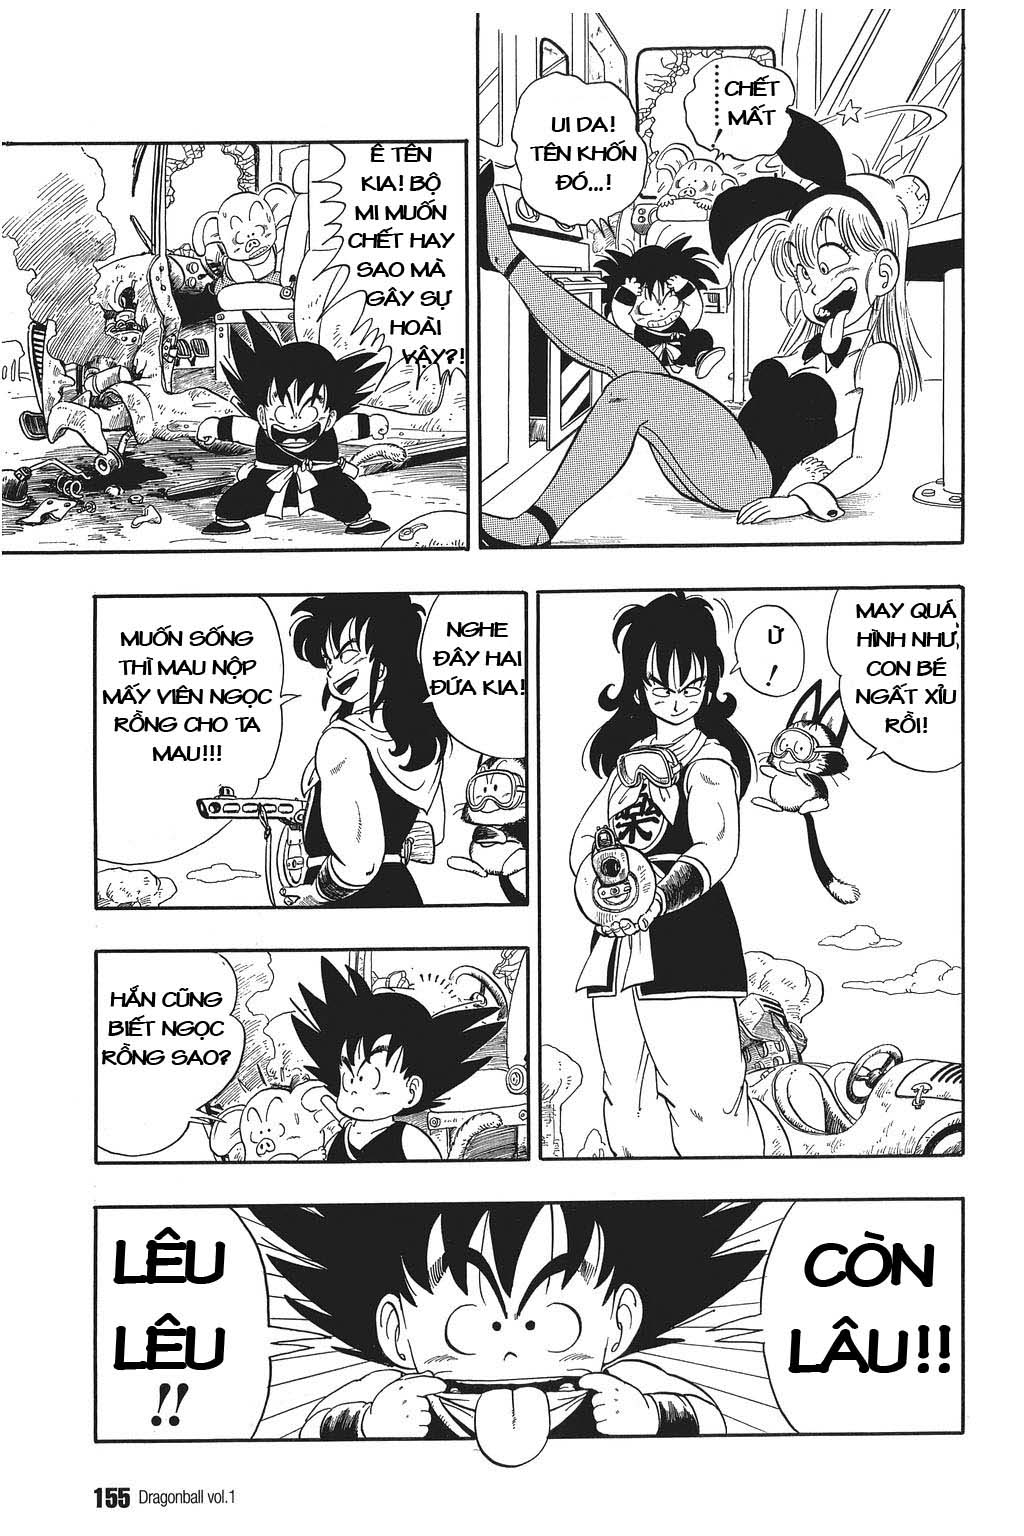 CHẾT
MẤT
UI DA!
TÊN KHỐN
ĐÓ...!
Ê TÊN
KIA! BỘ
MI MUỐN
CHẾT HAY
SAO MÀ
GÂY SỰ
HOÀI
VẬY?!
MAY QUÁ,
HÌNH NHƯ
CON BÉ
NGẤT XỈU
RỒI!
Ừ
!
NGHE
ĐÂY HAI
ĐỨA KIA!
MUỐN SỐNG
THÌ MAU NỘP
MẤY VIÊN NGỌC
RỒNG CHO TA
MAU!!!
HẮN CŨNG
BIẾT NGỌC
RỒNG SAO?
CÒN
LÂU!!
LÊU
LÊU
!!
155 Dragonball vol.1